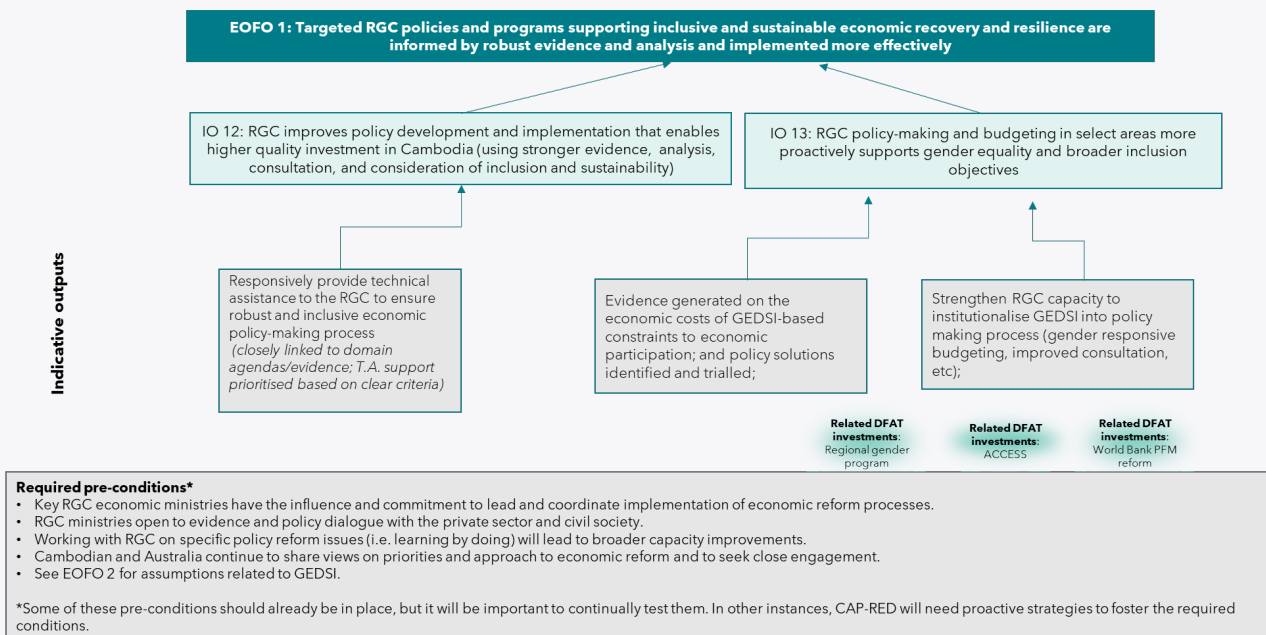 EOFO 1: Targeted RGC policies and programs supporting inclusive and sustainable economic recovery and resilience are
informed by robust evidence and analysis and implemented more effectively
IO 12: RGC improves policy development and implementation that enables
higher quality investment in Cambodia (using stronger evidence, analysis,
consultation, and consideration of inclusion and sustainability)
IO 13: RGC policy-making and budgeting in select areas more
proactively supports gender equality and broader inclusion
objectives
Indicative outputs
Responsively provide technical
assistance to the RGC to ensure
robust and inclusive economic
policy-making process
(closely linked to domain
agendas/evidence; T.A. support
prioritised based on clear criteria)
Evidence generated on the
economic costs of GEDSI-based
constraints to economic
participation; and policy solutions
identified and trialled;
Strengthen RGC capacity to
institutionalise GEDSI into policy
making process (gender responsive
budgeting, improved consultation,
etc);
Related DFAT
investments:
Regional gender
program
Related DFAT
investments:
ACCESS
Related DFAT
investments:
World Bank PFM
reform
Required pre-conditions*
• Key RGC economic ministries have the influence and commitment to lead and coordinate implementation of economic reform processes.
• RGC ministries open to evidence and policy dialogue with the private sector and civil society.
• Working with RGC on specific policy reform issues (i.e. learning by doing) will lead to broader capacity improvements.
• Cambodian and Australia continue to share views on priorities and approach to economic reform and to seek close engagement.
• See EOFO 2 for assumptions related to GEDSI.
*Some of these pre-conditions should already be in place, but it will be important to continually test them. In other instances, CAP-RED will need proactive strategies to foster the required
conditions.